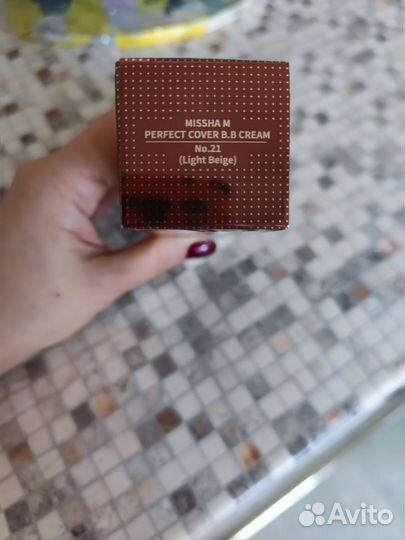 MISSHA M
PERFECT COVER B.B CREAM
No.21
(Light Beige)
Avito